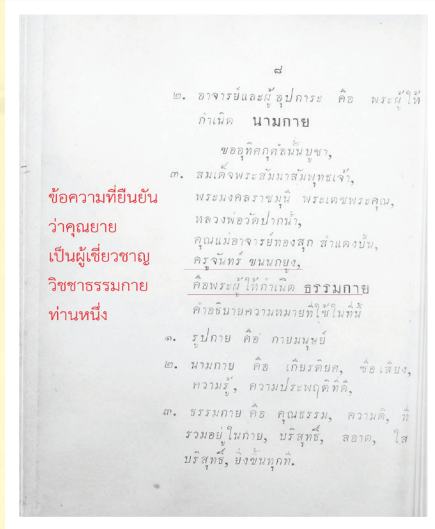 ๘
๒. อาจารย์และผู้อุปการะ คือ พระผู้ให้
กำเนิด นามกาย
ขออุทิศกุศลนั้นบูชา,
๓. สมเด็จพระสัมมาสัมพุทธเจ้า,
พระมงคลราชมุนี พระเดชพระคุณ,
หลวงพ่อวัดปากน้ำ,
คุณแม่อาจารย์ทองสุก สำแดงปั้น,
ครูจันทร์ ขนนกยูง,
คือพระผู้ให้กำเนิด ธรรมกาย
คำอธิบายความหมายที่ใช้ในที่นี้
๑. รูปกาย คือ กายมนุษย์
๒. นามกาย คือ เกียรติยศ, ชื่อเสียง,
ความรู้, ความประพฤติที่ดี,
๓. ธรรมกาย คือ คุณธรรม, ความดี, ที่
รวมอยู่ในกาย, บริสุทธิ์, สอาด, ใส
บริสุทธิ์, ยิ่งขึ้นทุกที.
ข้อความที่ยืนยัน
ว่าคุณยาย
เป็นผู้เชี่ยวชาญ
วิชชาธรรมกาย
ท่านหนึ่ง